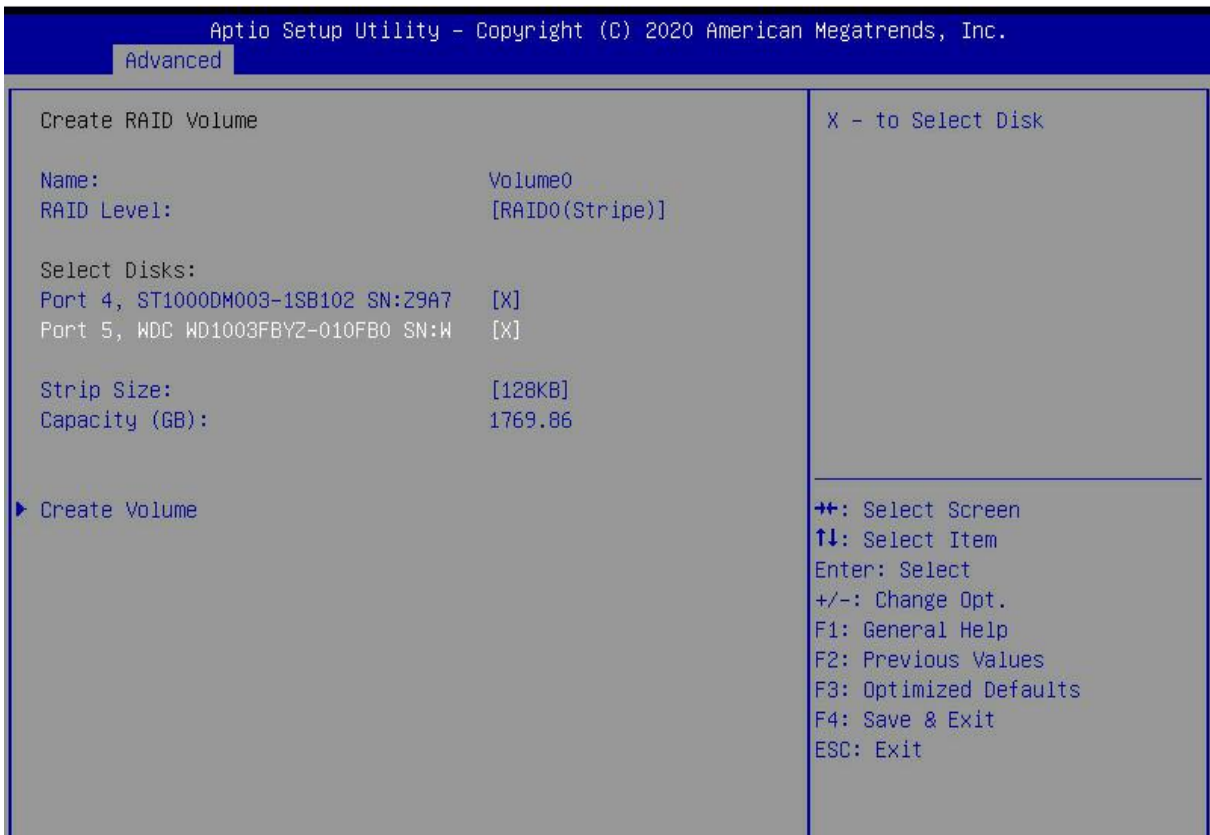 Aptio Setup Utility – Copyright (C) 2020 American Megatrends, Inc.
Advanced
Create RAID Volume
Name: Volume0
RAID Level: [RAID0(Stripe)]
Select Disks:
Port 4, ST1000DM003-1SB102 SN:Z9A7 [X]
Port 5, WDC WD1003FBYZ-010FB0 SN:W [X]
Strip Size: [128KB]
Capacity (GB): 1769.86
▶ Create Volume
X – to Select Disk
→←: Select Screen
↑↓: Select Item
Enter: Select
+/-: Change Opt.
F1: General Help
F2: Previous Values
F3: Optimized Defaults
F4: Save & Exit
ESC: Exit